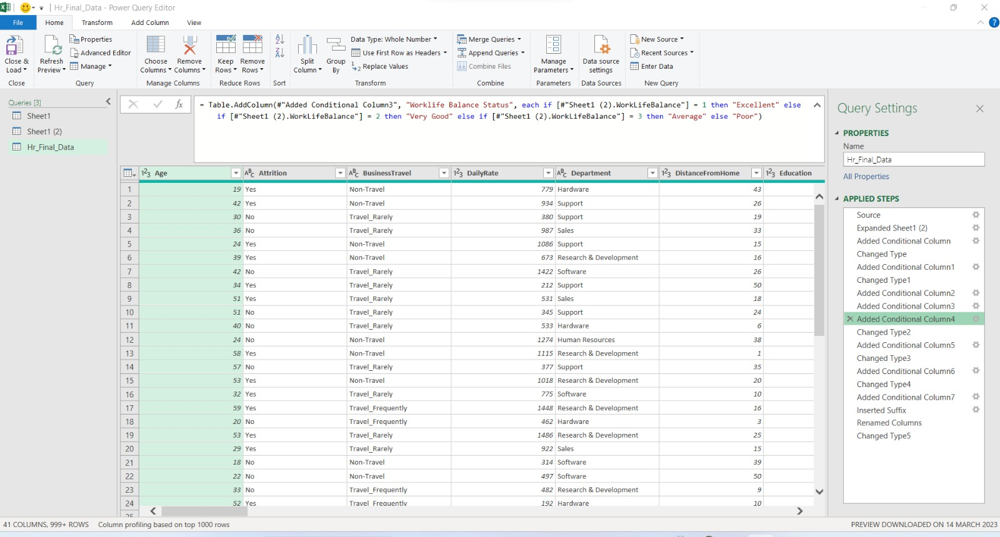 Hr_Final_Data - Power Query Editor
File Home Transform Add Column View
Close & Load
Close
Refresh Preview
Properties
Advanced Editor
Manage
Query
Choose Columns
Remove Columns
Manage Columns
Keep Rows
Remove Rows
Reduce Rows
Sort
Split Column
Group By
Data Type: Whole Number
Use First Row as Headers
Replace Values
Transform
Merge Queries
Append Queries
Combine Files
Combine
Manage Parameters
Parameters
Data source settings
Data Sources
New Source
Recent Sources
Enter Data
New Query
Queries [3]
Sheet1
Sheet1 (2)
Hr_Final_Data
fx
= Table.AddColumn(#"Added Conditional Column3", "Worklife Balance Status", each if [#"Sheet1 (2).WorkLifeBalance"] = 1 then "Excellent" else
if [#"Sheet1 (2).WorkLifeBalance"] = 2 then "Very Good" else if [#"Sheet1 (2).WorkLifeBalance"] = 3 then "Average" else "Poor")
Age Attrition BusinessTravel DailyRate Department DistanceFromHome Education
1 19 Yes Non-Travel 779 Hardware 43
2 42 Yes Non-Travel 934 Support 26
3 30 No Travel_Rarely 380 Support 19
4 36 No Travel_Rarely 987 Sales 33
5 24 Yes Non-Travel 1086 Support 15
6 39 Yes Non-Travel 673 Research & Development 16
7 42 No Travel_Rarely 1422 Software 26
8 34 Yes Travel_Rarely 212 Support 50
9 51 Yes Travel_Rarely 531 Sales 18
10 51 No Travel_Rarely 345 Support 24
11 40 No Travel_Rarely 533 Hardware 6
12 24 No Non-Travel 1274 Human Resources 38
13 58 Yes Non-Travel 1115 Research & Development 1
14 57 No Travel_Rarely 377 Support 35
15 53 Yes Non-Travel 1018 Research & Development 20
16 32 Yes Travel_Rarely 775 Software 10
17 59 Yes Travel_Frequently 1448 Research & Development 16
18 20 No Travel_Frequently 462 Hardware 3
19 53 Yes Travel_Rarely 1486 Research & Development 25
20 29 Yes Travel_Rarely 922 Sales 15
21 18 No Non-Travel 314 Software 39
22 22 No Non-Travel 497 Software 50
23 33 No Travel_Frequently 482 Research & Development 9
24 52 Yes Travel_Frequently 192 Hardware 10
25
Query Settings
PROPERTIES
Name
Hr_Final_Data
All Properties
APPLIED STEPS
Source
Expanded Sheet1 (2)
Added Conditional Column
Changed Type
Added Conditional Column1
Changed Type1
Added Conditional Column2
Added Conditional Column3
Added Conditional Column4
Changed Type2
Added Conditional Column5
Changed Type3
Added Conditional Column6
Changed Type4
Added Conditional Column7
Inserted Suffix
Renamed Columns
Changed Type5
41 COLUMNS, 999+ ROWS Column profiling based on top 1000 rows
PREVIEW DOWNLOADED ON 14 MARCH 2023